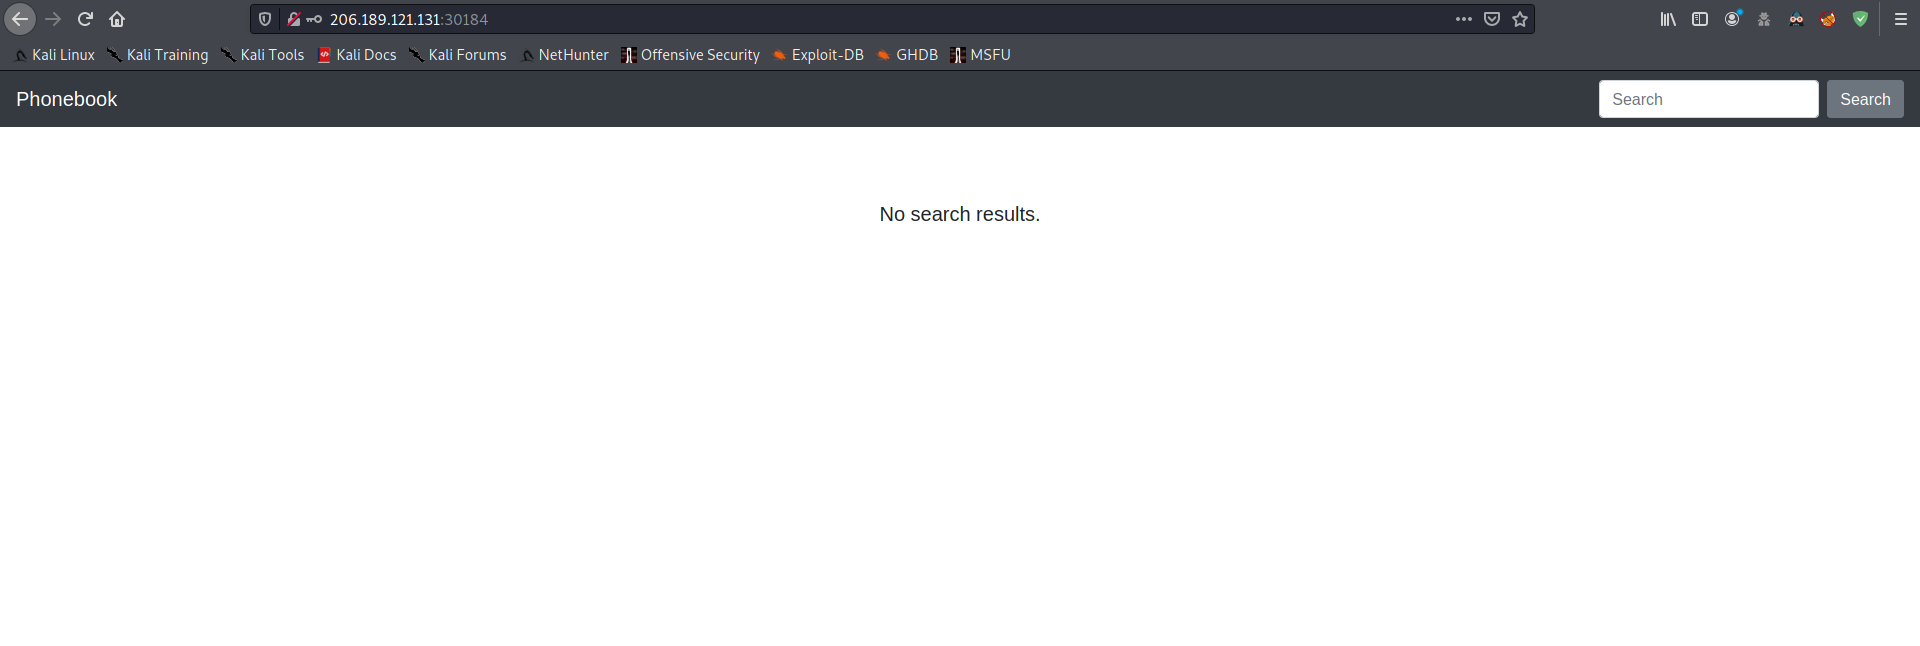 206.189.121.131:30184
Kali Linux Kali Training Kali Tools Kali Docs Kali Forums NetHunter Offensive Security Exploit-DB GHDB MSFU
Phonebook Search Search
No search results.